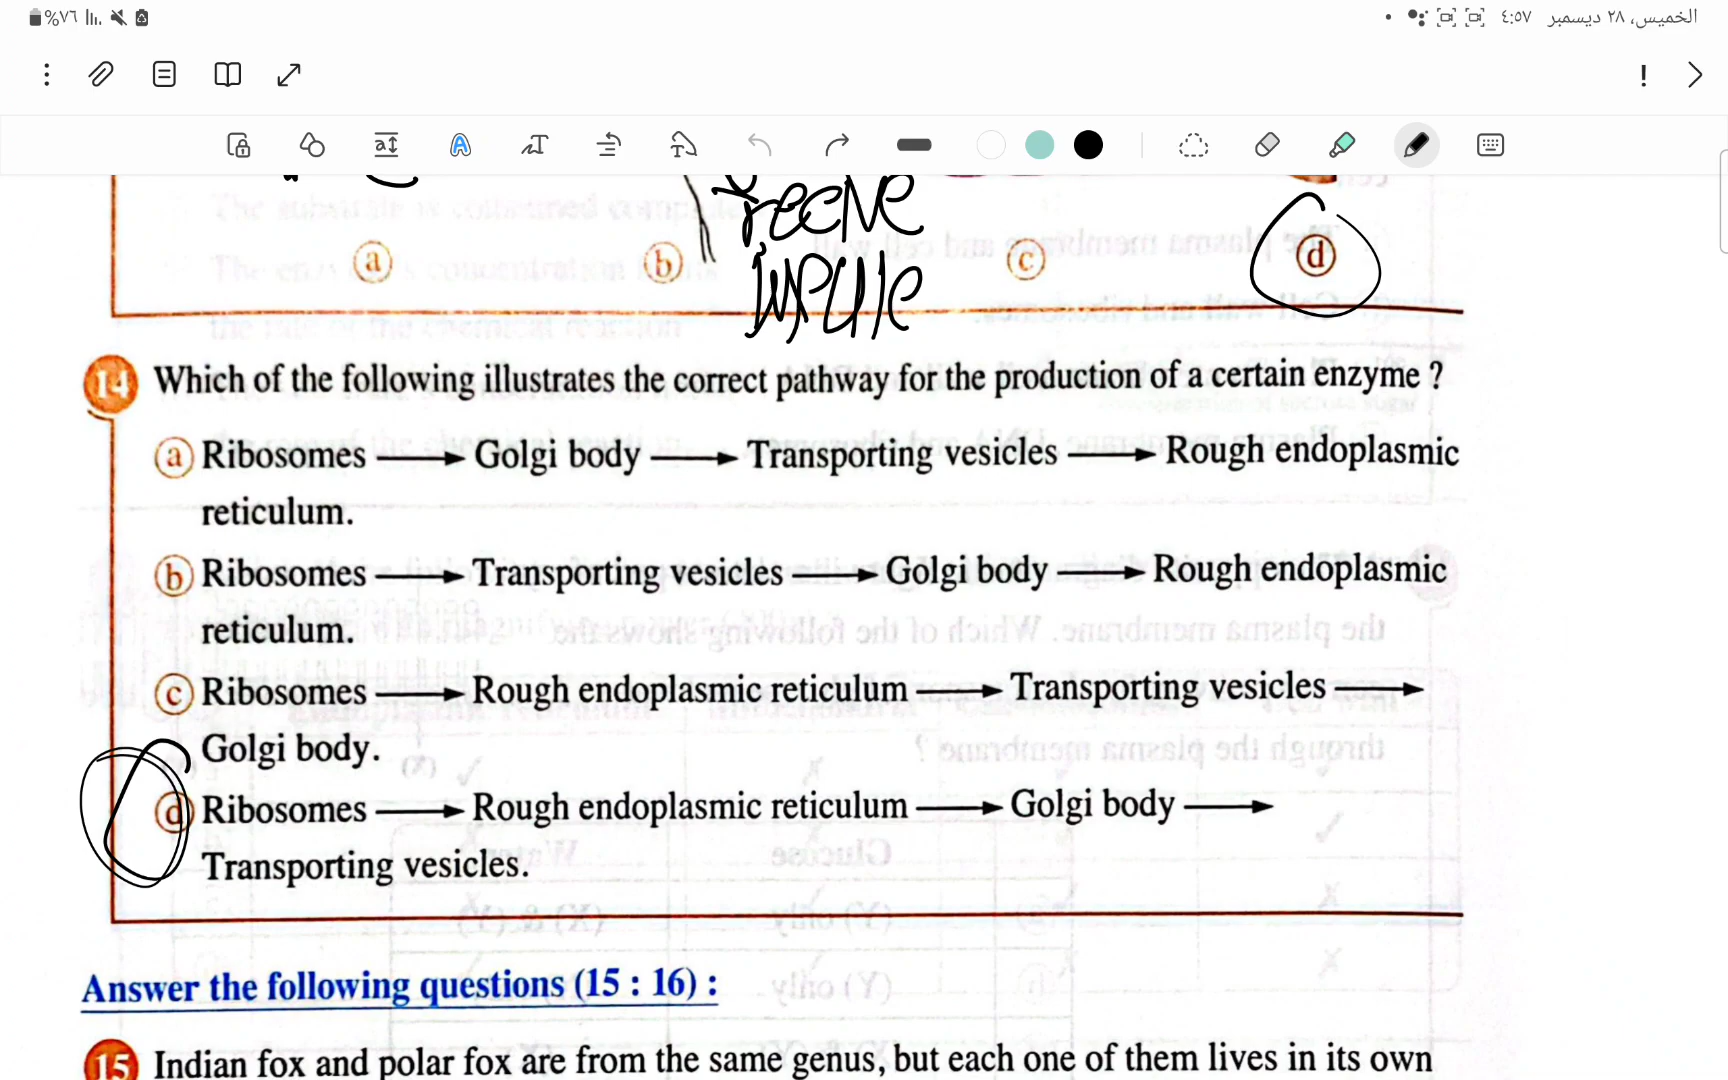 %٧٦
الخميس، ٢٨ ديسمبر ٤:٥٧
recive
a b c d
14 Which of the following illustrates the correct pathway for the production of a certain enzyme ?
a Ribosomes → Golgi body → Transporting vesicles → Rough endoplasmic
reticulum.
b Ribosomes → Transporting vesicles → Golgi body → Rough endoplasmic
reticulum.
c Ribosomes → Rough endoplasmic reticulum → Transporting vesicles →
Golgi body.
d Ribosomes → Rough endoplasmic reticulum → Golgi body →
Transporting vesicles.
Answer the following questions (15 : 16) :
15 Indian fox and polar fox are from the same genus, but each one of them lives in its own